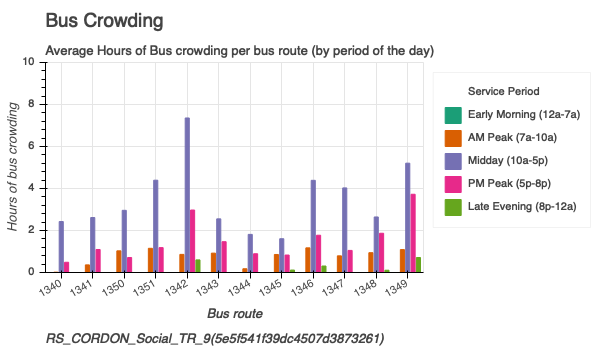 Bus Crowding
Average Hours of Bus crowding per bus route (by period of the day)
10
8
6
4
2
0
Hours of bus crowding
1340 1341 1350 1351 1342 1343 1344 1345 1346 1347 1348 1349
Bus route
Service Period
Early Morning (12a-7a)
AM Peak (7a-10a)
Midday (10a-5p)
PM Peak (5p-8p)
Late Evening (8p-12a)
RS_CORDON_Social_TR_9(5e5f541f39dc4507d3873261)